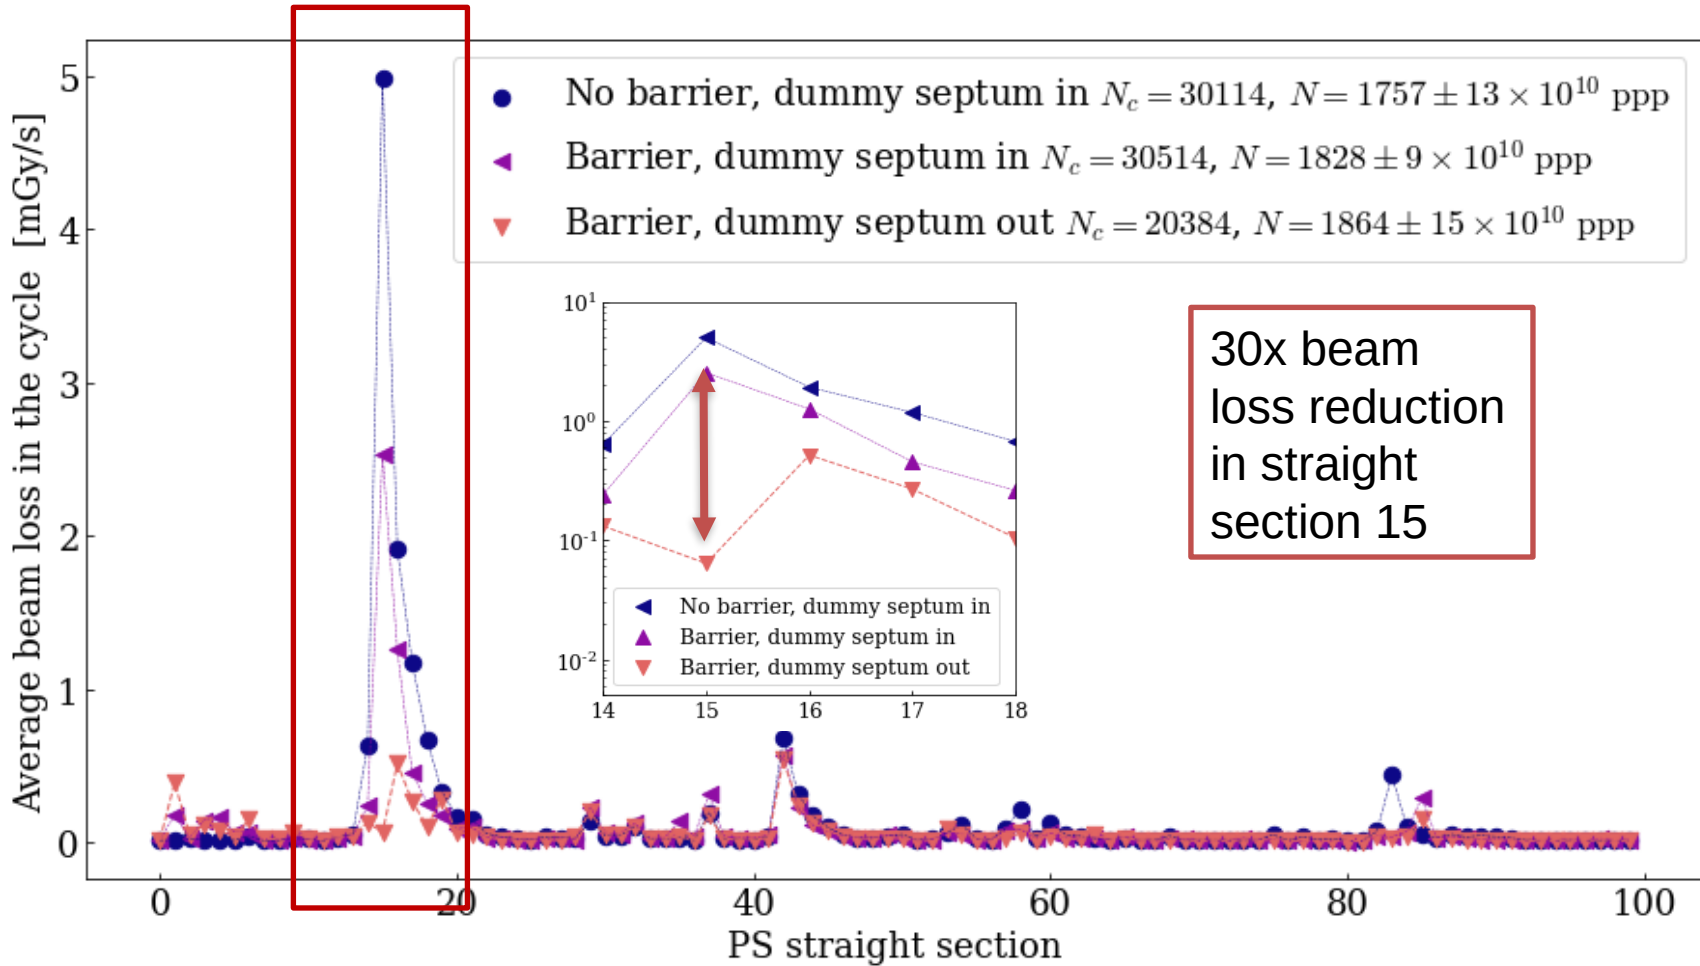 Average beam loss in the cycle [mGy/s]
5
4
3
2
1
0
No barrier, dummy septum in N_c = 30114, N = 1757 ± 13 × 10^10 ppp
Barrier, dummy septum in N_c = 30514, N = 1828 ± 9 × 10^10 ppp
Barrier, dummy septum out N_c = 20384, N = 1864 ± 15 × 10^10 ppp
10^1
10^0
10^-1
10^-2
No barrier, dummy septum in
Barrier, dummy septum in
Barrier, dummy septum out
14 15 16 17 18
30x beam
loss reduction
in straight
section 15
0 20 40 60 80 100
PS straight section